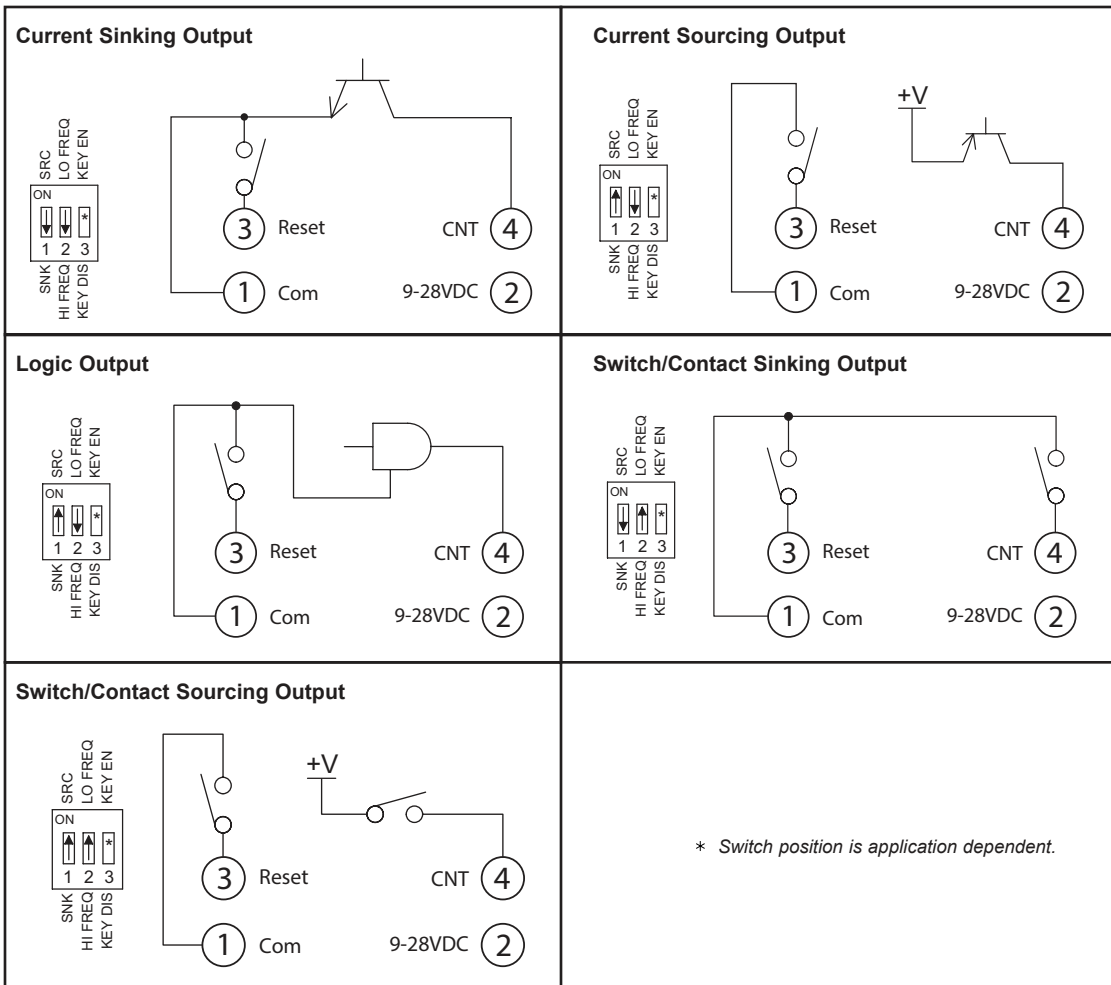 Current Sinking Output
SRC
LO FREQ
KEY EN
ON
*
1 2 3
SNK
HI FREQ
KEY DIS
3 Reset
CNT 4
1 Com
9-28VDC 2
Current Sourcing Output
+V
SRC
LO FREQ
KEY EN
ON
*
1 2 3
SNK
HI FREQ
KEY DIS
3 Reset
CNT 4
1 Com
9-28VDC 2
Logic Output
SRC
LO FREQ
KEY EN
ON
*
1 2 3
SNK
HI FREQ
KEY DIS
3 Reset
CNT 4
1 Com
9-28VDC 2
Switch/Contact Sinking Output
SRC
LO FREQ
KEY EN
ON
*
1 2 3
SNK
HI FREQ
KEY DIS
3 Reset
CNT 4
1 Com
9-28VDC 2
Switch/Contact Sourcing Output
+V
SRC
LO FREQ
KEY EN
ON
*
1 2 3
SNK
HI FREQ
KEY DIS
3 Reset
CNT 4
1 Com
9-28VDC 2
* Switch position is application dependent.